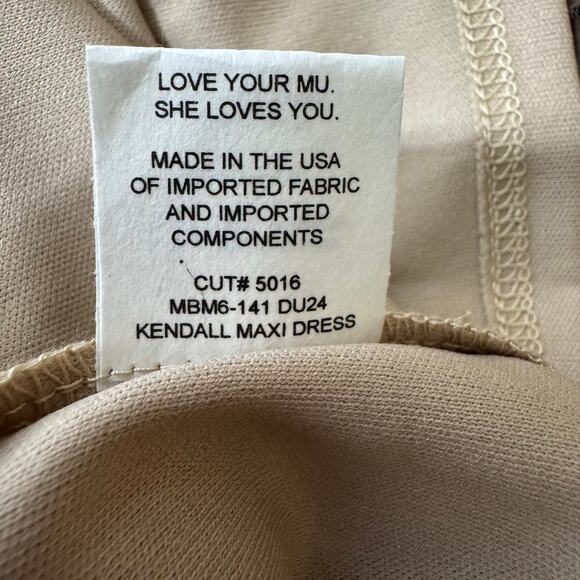 LOVE YOUR MU.
SHE LOVES YOU.
MADE IN THE USA
OF IMPORTED FABRIC
AND IMPORTED
COMPONENTS
CUT# 5016
MBM6-141 DU24
KENDALL MAXI DRESS